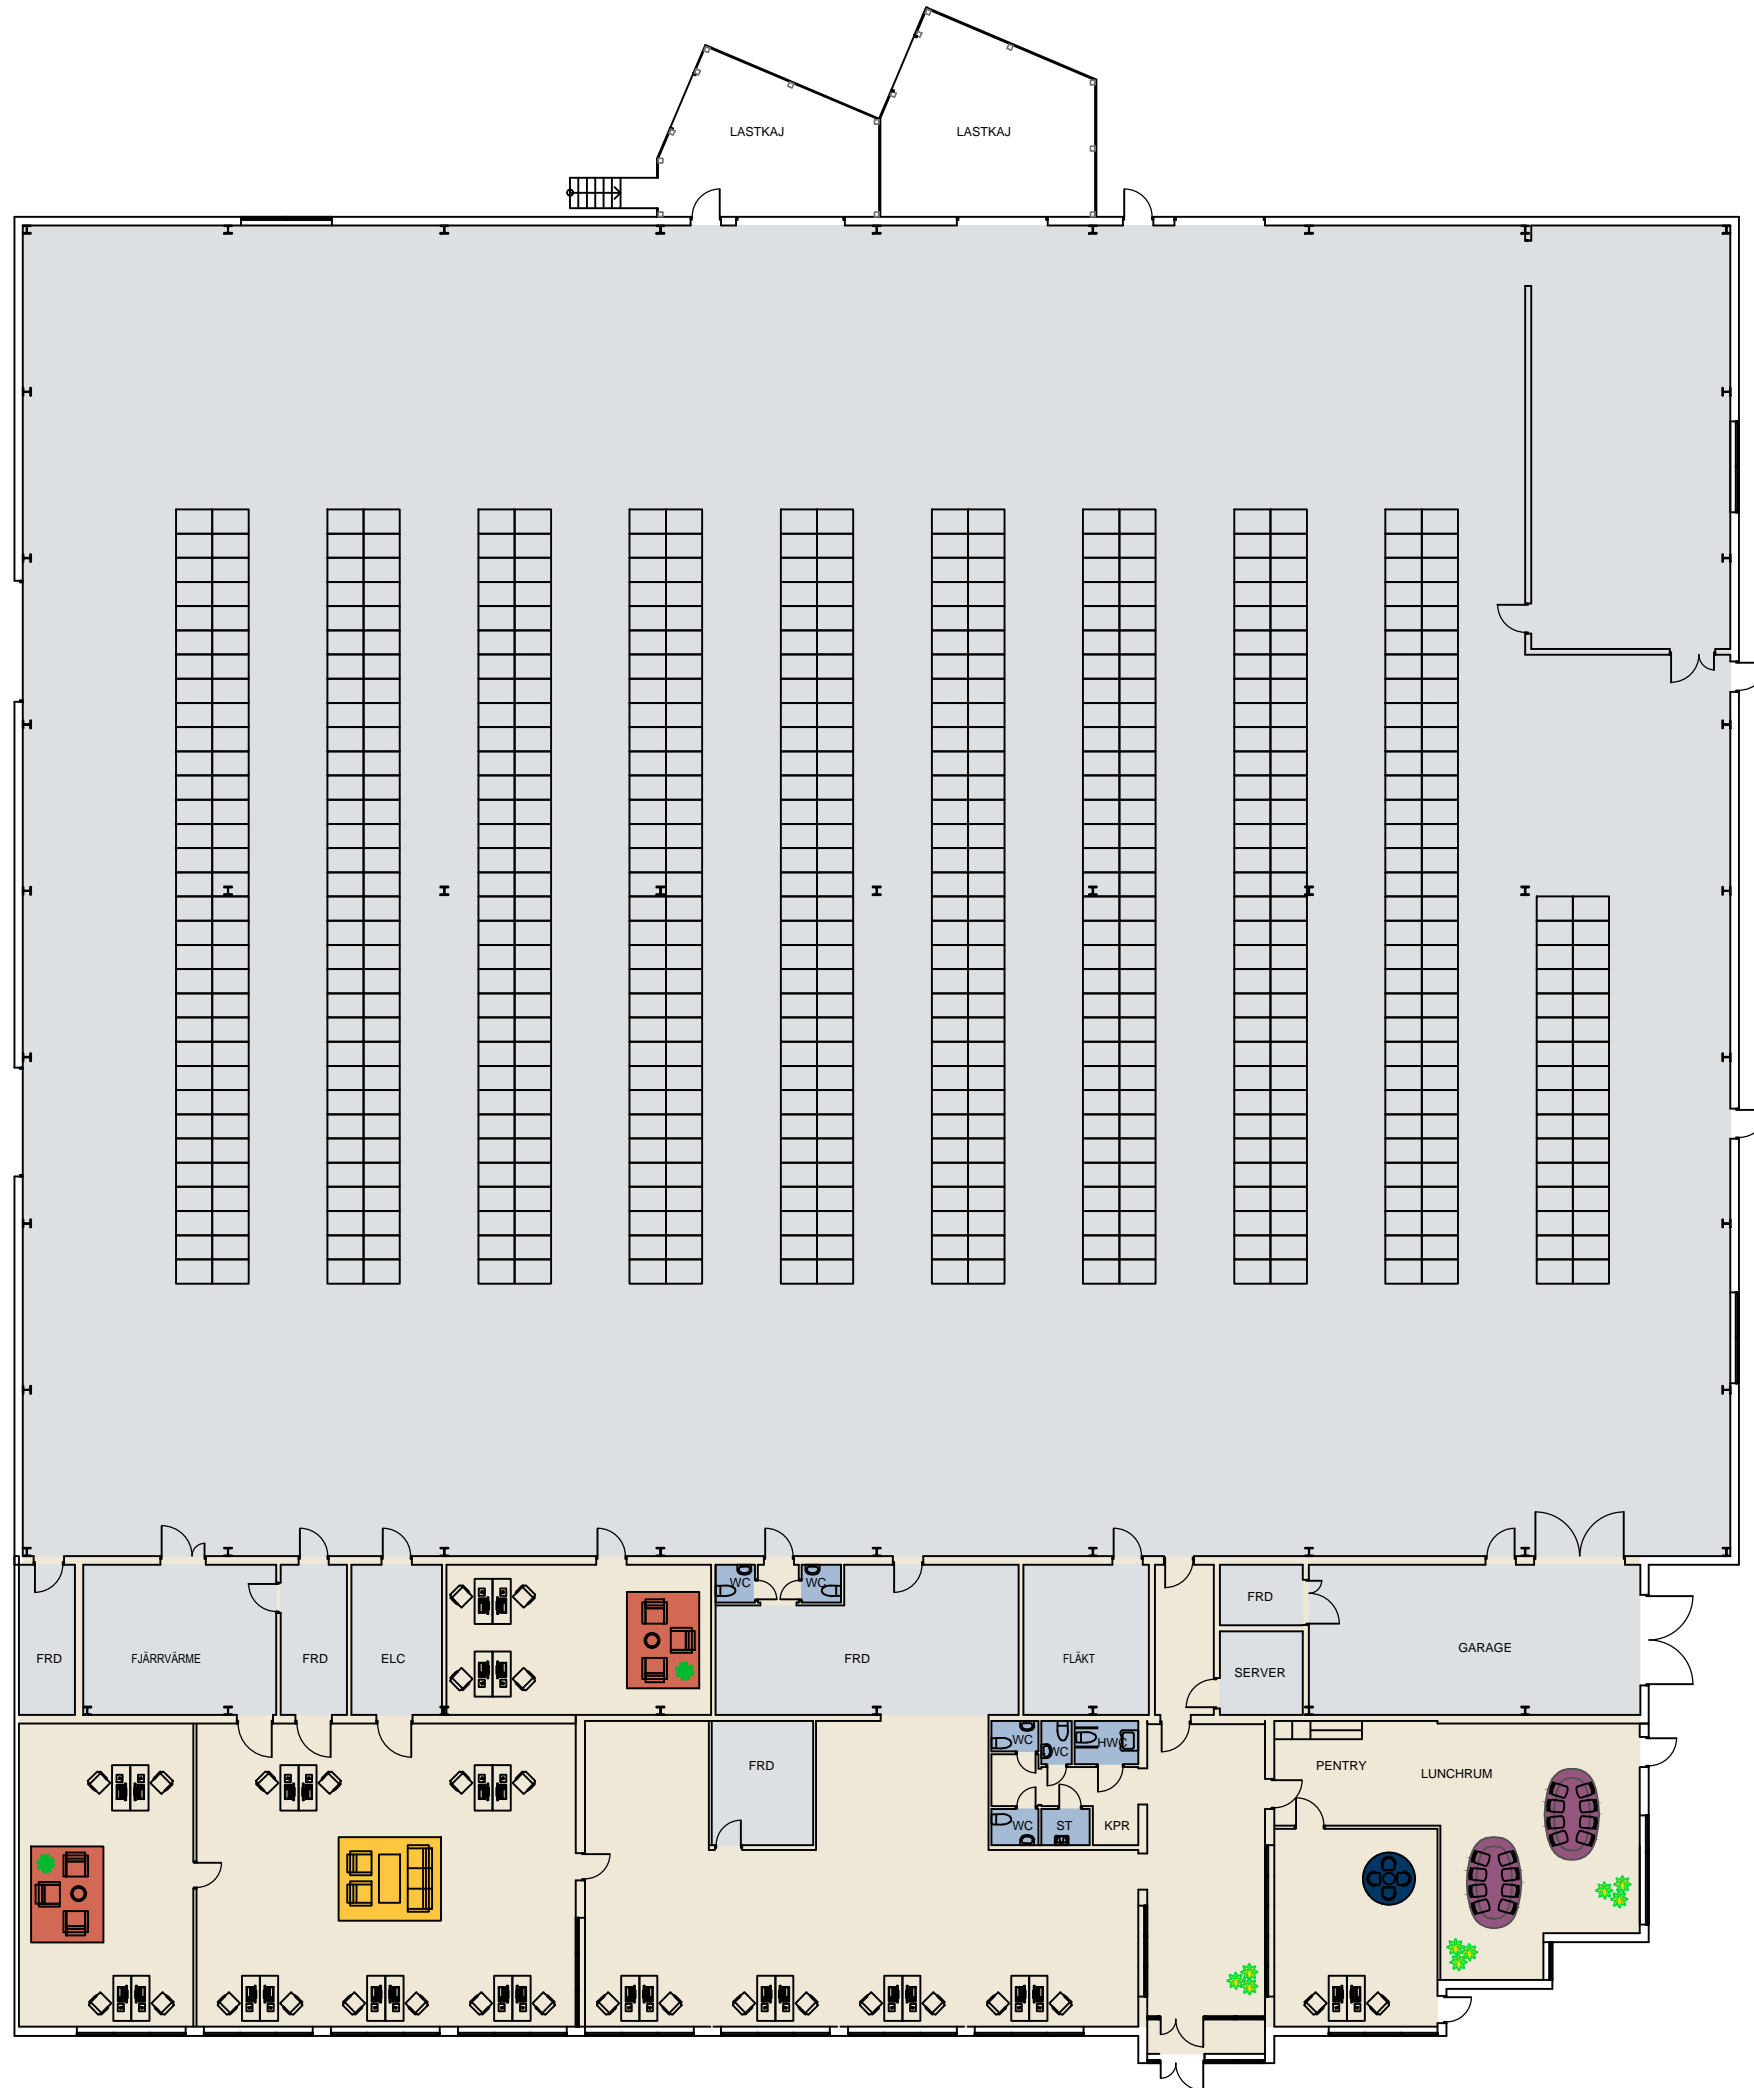 LASTKAJ
LASTKAJ
WC
WC
FRD
FRD
FJÄRRVÄRME
FRD
ELC
FRD
FLÄKT
SERVER
GARAGE
WC
WC
HWC
FRD
PENTRY
LUNCHRUM
WC
ST
KPR